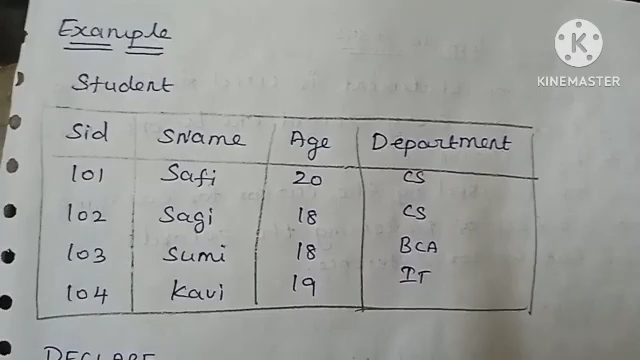 Example
K
KINEMASTER
Student
Sid SName Age Department
101 Safi 20 CS
102 Sagi 18 CS
103 Sumi 18 BCA
104 Kavi 19 IT
DECLARE